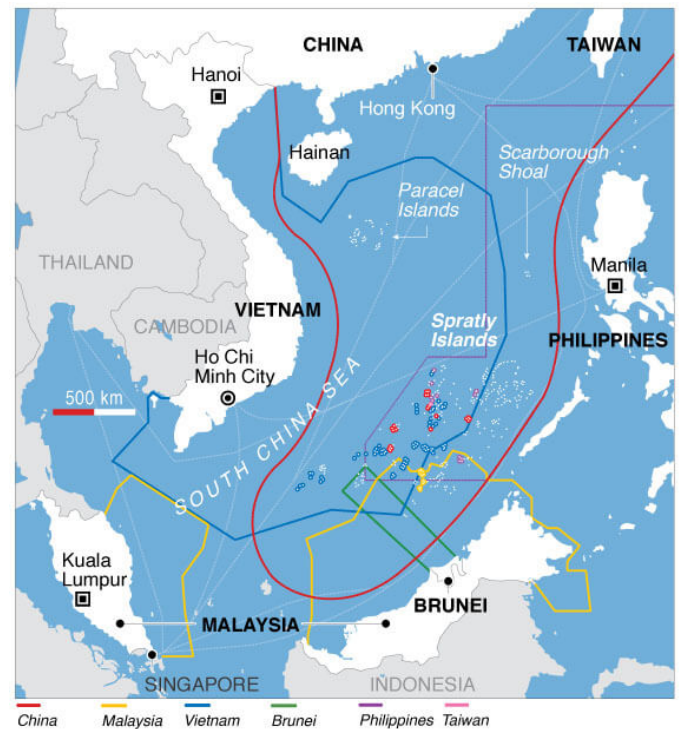 CHINA
TAIWAN
Hanoi
Hong Kong
Hainan
Scarborough
Shoal
Paracel
Islands
THAILAND
Manila
VIETNAM
Spratly
Islands
CAMBODIA
PHILIPPINES
Ho Chi
Minh City
500 km
SOUTH CHINA SEA
Kuala
Lumpur
BRUNEI
MALAYSIA
SINGAPORE
INDONESIA
China
Malaysia
Vietnam
Brunei
Philippines
Taiwan